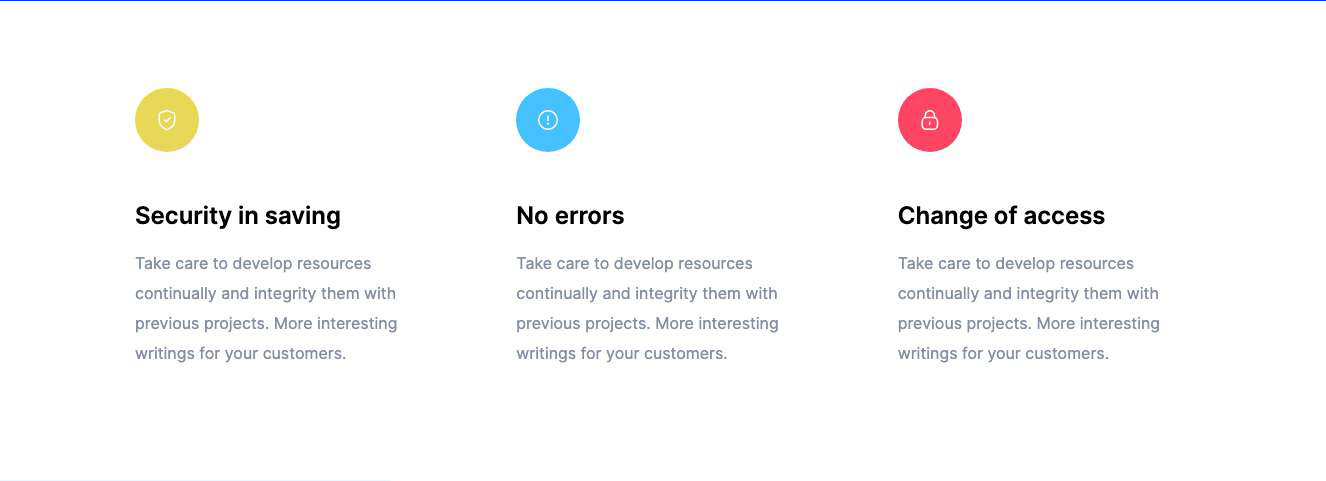 Security in saving
Take care to develop resources
continually and integrity them with
previous projects. More interesting
writings for your customers.
No errors
Take care to develop resources
continually and integrity them with
previous projects. More interesting
writings for your customers.
Change of access
Take care to develop resources
continually and integrity them with
previous projects. More interesting
writings for your customers.